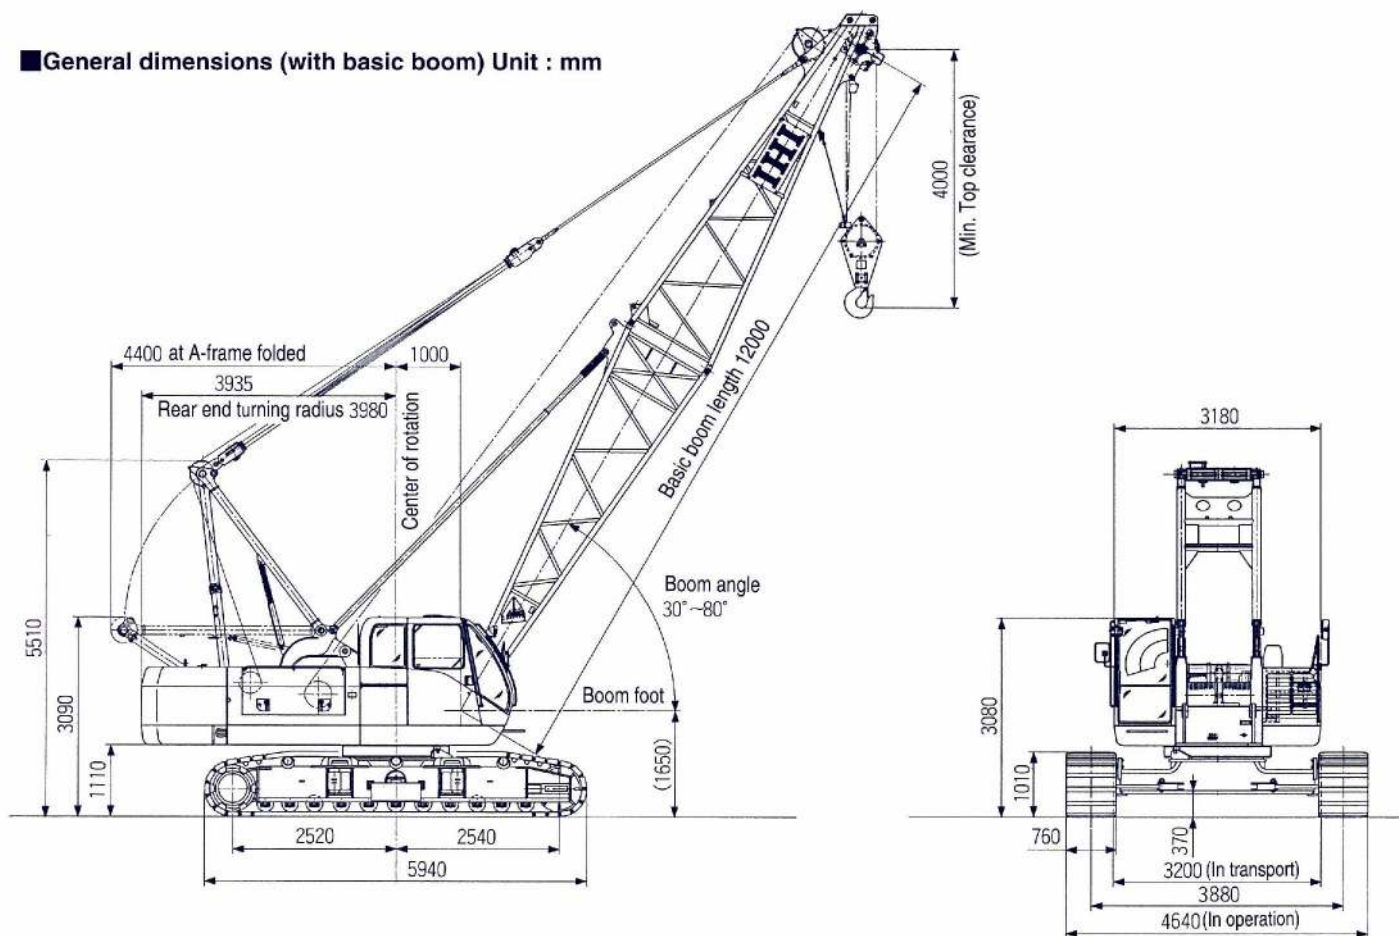 ■General dimensions (with basic boom) Unit : mm
IHI
4000
(Min. Top clearance)
4400 at A-frame folded
1000
3935
Rear end turning radius 3980
Center of rotation
Basic boom length 12000
Boom angle
30°~80°
Boom foot
5510
3090
1110
(1650)
2520
2540
5940
3180
3080
1010
760
370
3200 (In transport)
3880
4640 (In operation)